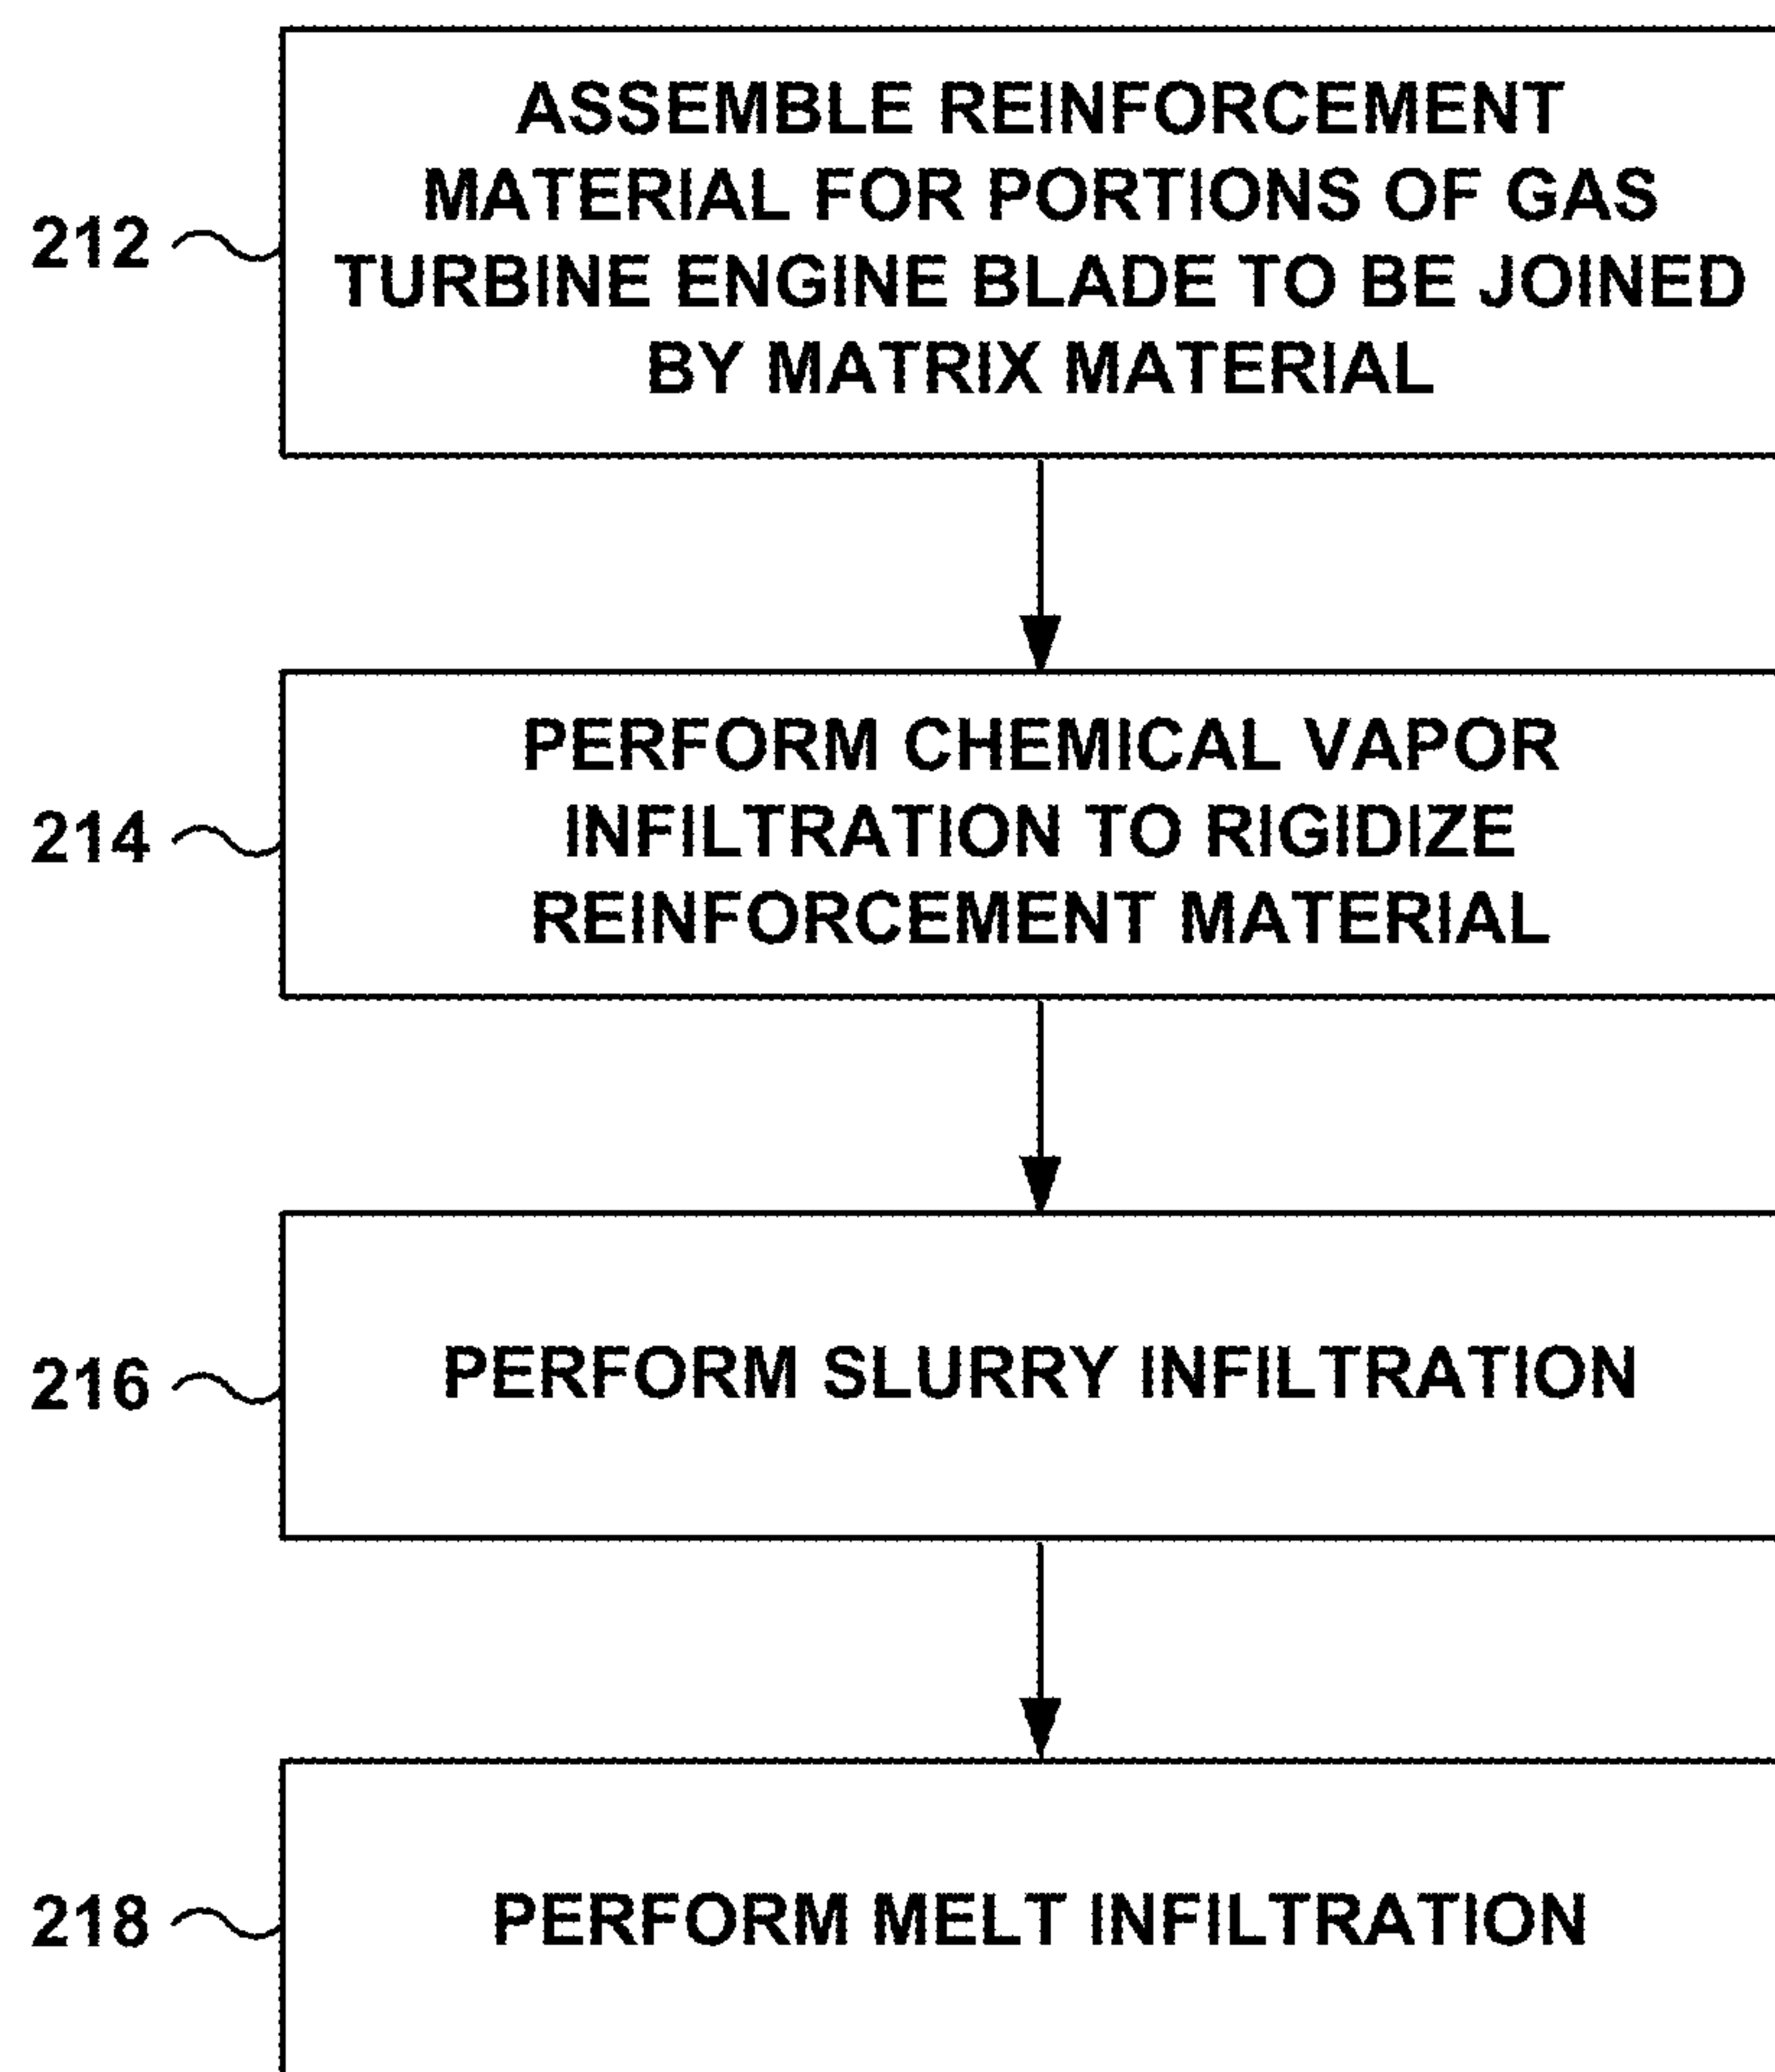 ASSEMBLE REINFORCEMENT
MATERIAL FOR PORTIONS OF GAS
212
TURBINE ENGINE BLADE TO BE JOINED
BY MATRIX MATERIAL
PERFORM CHEMICAL VAPOR
214
INFILTRATION TO RIGIDIZE
REINFORCEMENT MATERIAL
216
PERFORM SLURRY INFILTRATION
218
PERFORM MELT INFILTRATION